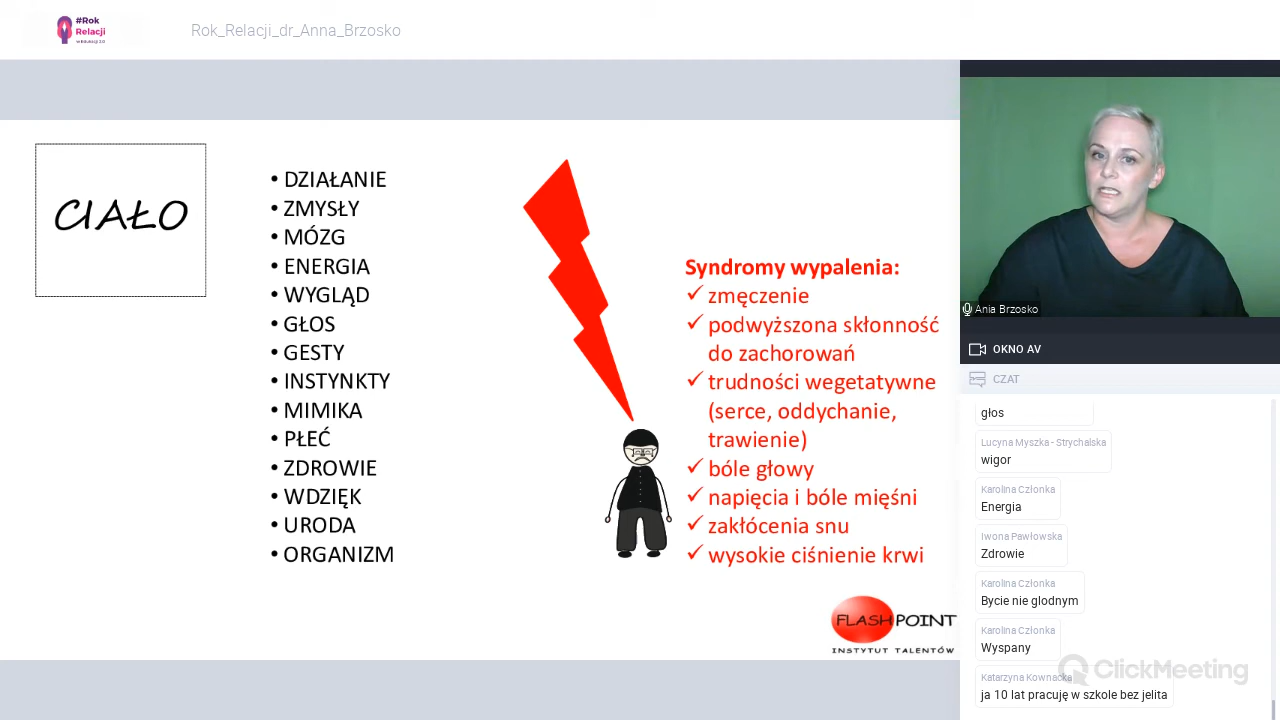 #Rok
Relacji
w Edukacji 2.0
Rok_Relacji_dr_Anna_Brzosko
CIAŁO
• DZIAŁANIE
• ZMYSŁY
• MÓZG
• ENERGIA
• WYGLĄD
• GŁOS
• GESTY
• INSTYNKTY
• MIMIKA
• PŁEĆ
• ZDROWIE
• WDZIĘK
• URODA
• ORGANIZM
Syndromy wypalenia:
✓ zmęczenie
✓ podwyższona skłonność
do zachorowań
✓ trudności wegetatywne
(serce, oddychanie,
trawienie)
✓ bóle głowy
✓ napięcia i bóle mięśni
✓ zakłócenia snu
✓ wysokie ciśnienie krwi
FLASHPOINT
INSTYTUT TALENTÓW
Ania Brzosko
OKNO AV
CZAT
głos
Lucyna Myszka - Strychalska
wigor
Karolina Członka
Energia
Iwona Pawłowska
Zdrowie
Karolina Członka
Bycie nie glodnym
Karolina Członka
Wyspany
Katarzyna Kownacka
ja 10 lat pracuję w szkole bez jelita
ClickMeeting